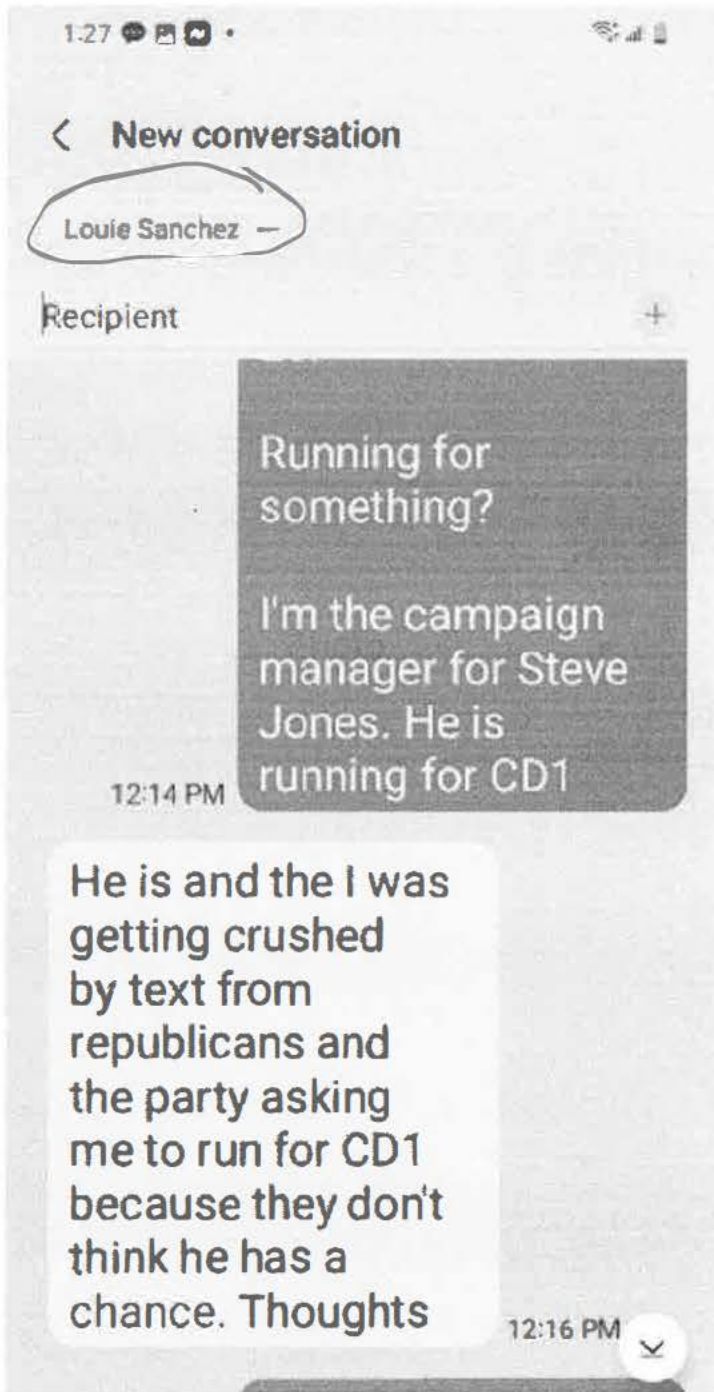 1:27
New conversation
Louie Sanchez –
Recipient
Running for
something?
I'm the campaign
manager for Steve
Jones. He is
running for CD1
12:14 PM
He is and the I was
getting crushed
by text from
republicans and
the party asking
me to run for CD1
because they don't
think he has a
chance. Thoughts
12:16 PM